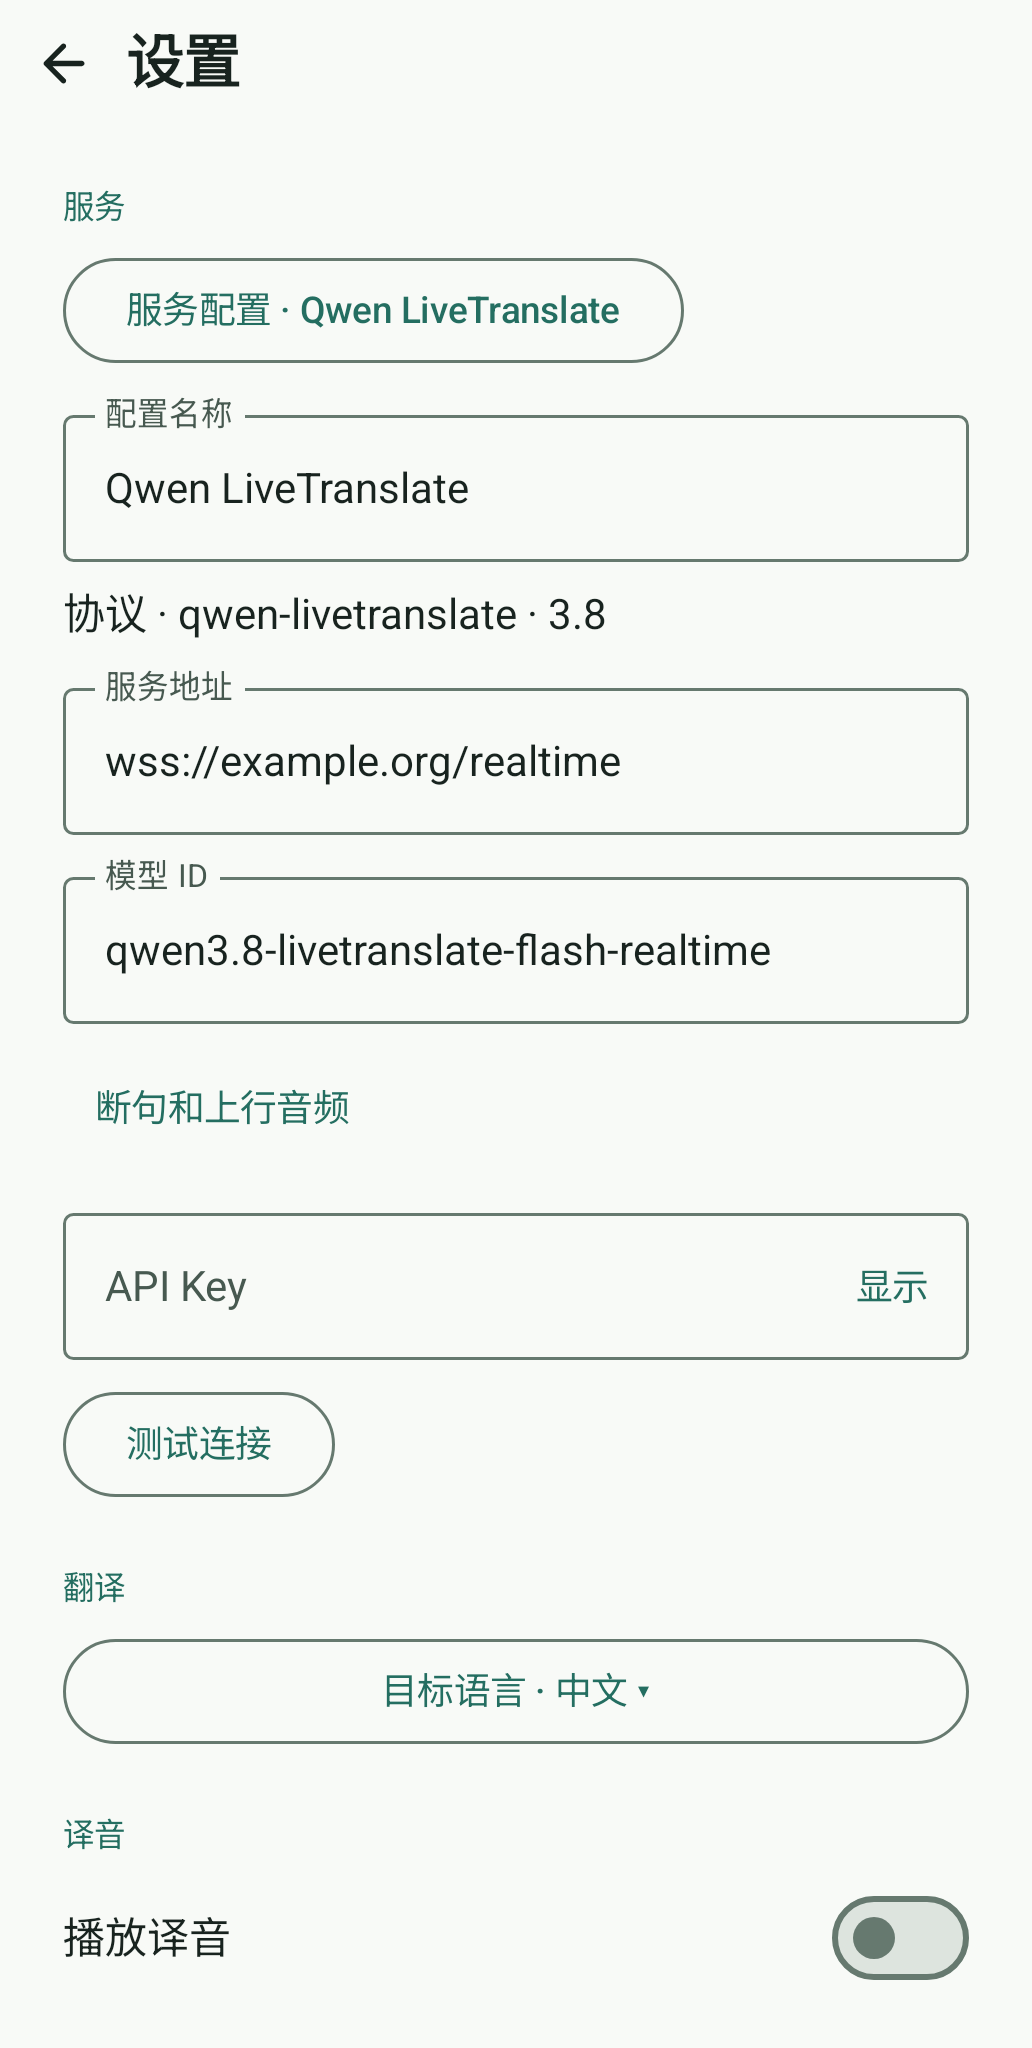 设置
服务
服务配置 · Qwen LiveTranslate
配置名称
Qwen LiveTranslate
协议 · qwen-livetranslate · 3.8
服务地址
wss://example.org/realtime
模型 ID
qwen3.8-livetranslate-flash-realtime
断句和上行音频
API Key 显示
测试连接
翻译
目标语言 · 中文 ▾
译音
播放译音